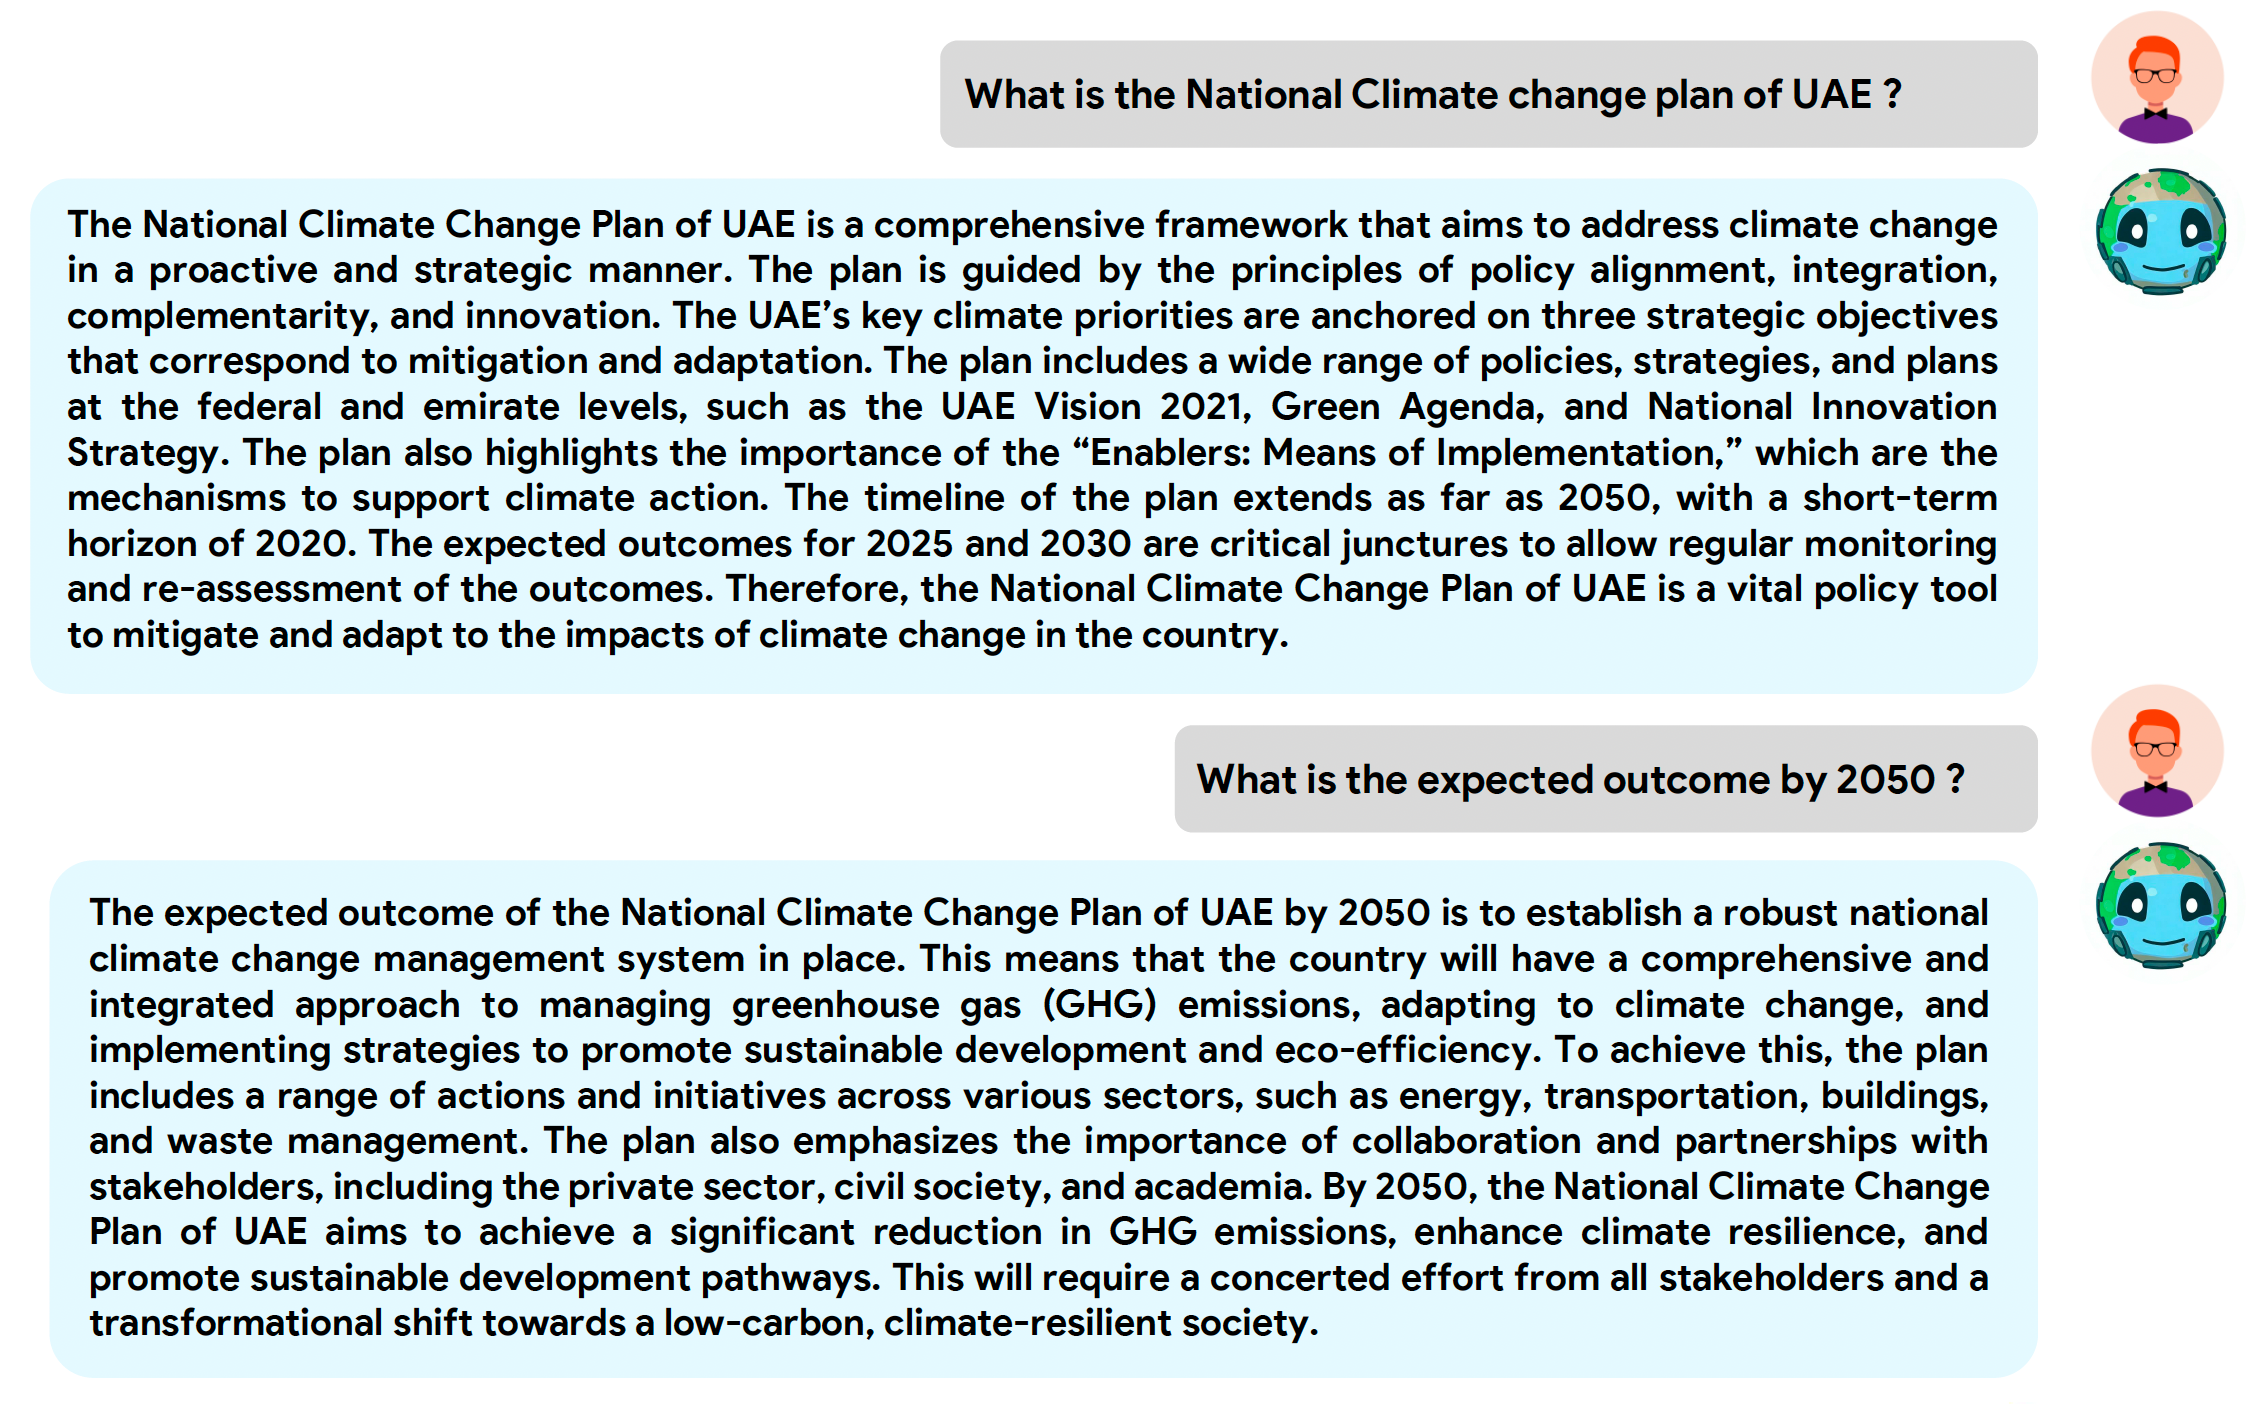 What is the National Climate change plan of UAE ?
The National Climate Change Plan of UAE is a comprehensive framework that aims to address climate change
in a proactive and strategic manner. The plan is guided by the principles of policy alignment, integration,
complementarity, and innovation. The UAE’s key climate priorities are anchored on three strategic objectives
that correspond to mitigation and adaptation. The plan includes a wide range of policies, strategies, and plans
at the federal and emirate levels, such as the UAE Vision 2021, Green Agenda, and National Innovation
Strategy. The plan also highlights the importance of the “Enablers: Means of Implementation,” which are the
mechanisms to support climate action. The timeline of the plan extends as far as 2050, with a short-term
horizon of 2020. The expected outcomes for 2025 and 2030 are critical junctures to allow regular monitoring
and re-assessment of the outcomes. Therefore, the National Climate Change Plan of UAE is a vital policy tool
to mitigate and adapt to the impacts of climate change in the country.
What is the expected outcome by 2050 ?
The expected outcome of the National Climate Change Plan of UAE by 2050 is to establish a robust national
climate change management system in place. This means that the country will have a comprehensive and
integrated approach to managing greenhouse gas (GHG) emissions, adapting to climate change, and
implementing strategies to promote sustainable development and eco-efficiency. To achieve this, the plan
includes a range of actions and initiatives across various sectors, such as energy, transportation, buildings,
and waste management. The plan also emphasizes the importance of collaboration and partnerships with
stakeholders, including the private sector, civil society, and academia. By 2050, the National Climate Change
Plan of UAE aims to achieve a significant reduction in GHG emissions, enhance climate resilience, and
promote sustainable development pathways. This will require a concerted effort from all stakeholders and a
transformational shift towards a low-carbon, climate-resilient society.